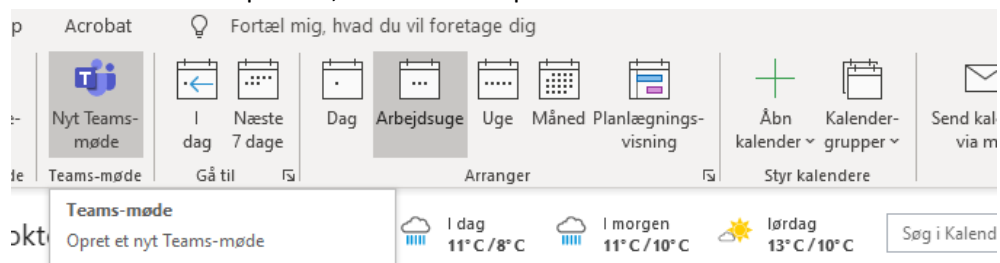 p Acrobat Fortæl mig, hvad du vil foretage dig
Nyt Teams-
møde
I
dag
Næste
7 dage
Dag
Arbejdsuge
Uge
Måned
Planlægnings-
visning
Åbn
kalender
Kalender-
grupper
Send kal
via m
de Teams-møde Gå til Arranger Styr kalendere
Teams-møde
Opret et nyt Teams-møde
okt
I dag
11°C/8°C
I morgen
11°C/10°C
lørdag
13°C/10°C
Søg i Kalend